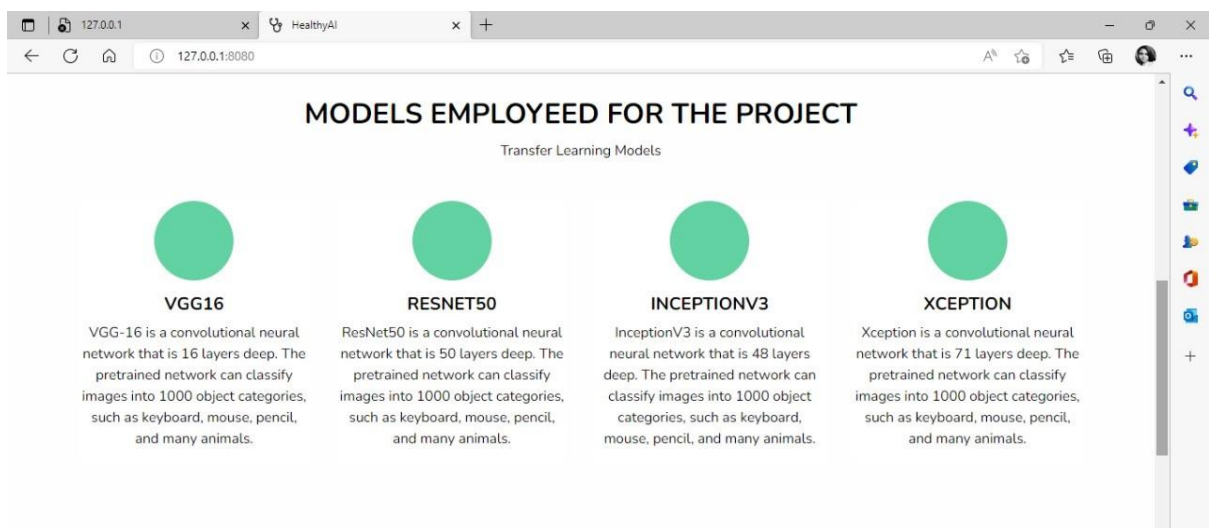 127.0.0.1
HealthyAI
127.0.0.1:8080
MODELS EMPLOYEED FOR THE PROJECT
Transfer Learning Models
VGG16
VGG-16 is a convolutional neural
network that is 16 layers deep. The
pretrained network can classify
images into 1000 object categories,
such as keyboard, mouse, pencil,
and many animals.
RESNET50
ResNet50 is a convolutional neural
network that is 50 layers deep. The
pretrained network can classify
images into 1000 object categories,
such as keyboard, mouse, pencil,
and many animals.
INCEPTIONV3
InceptionV3 is a convolutional
neural network that is 48 layers
deep. The pretrained network can
classify images into 1000 object
categories, such as keyboard,
mouse, pencil, and many animals.
XCEPTION
Xception is a convolutional neural
network that is 71 layers deep. The
pretrained network can classify
images into 1000 object categories,
such as keyboard, mouse, pencil,
and many animals.